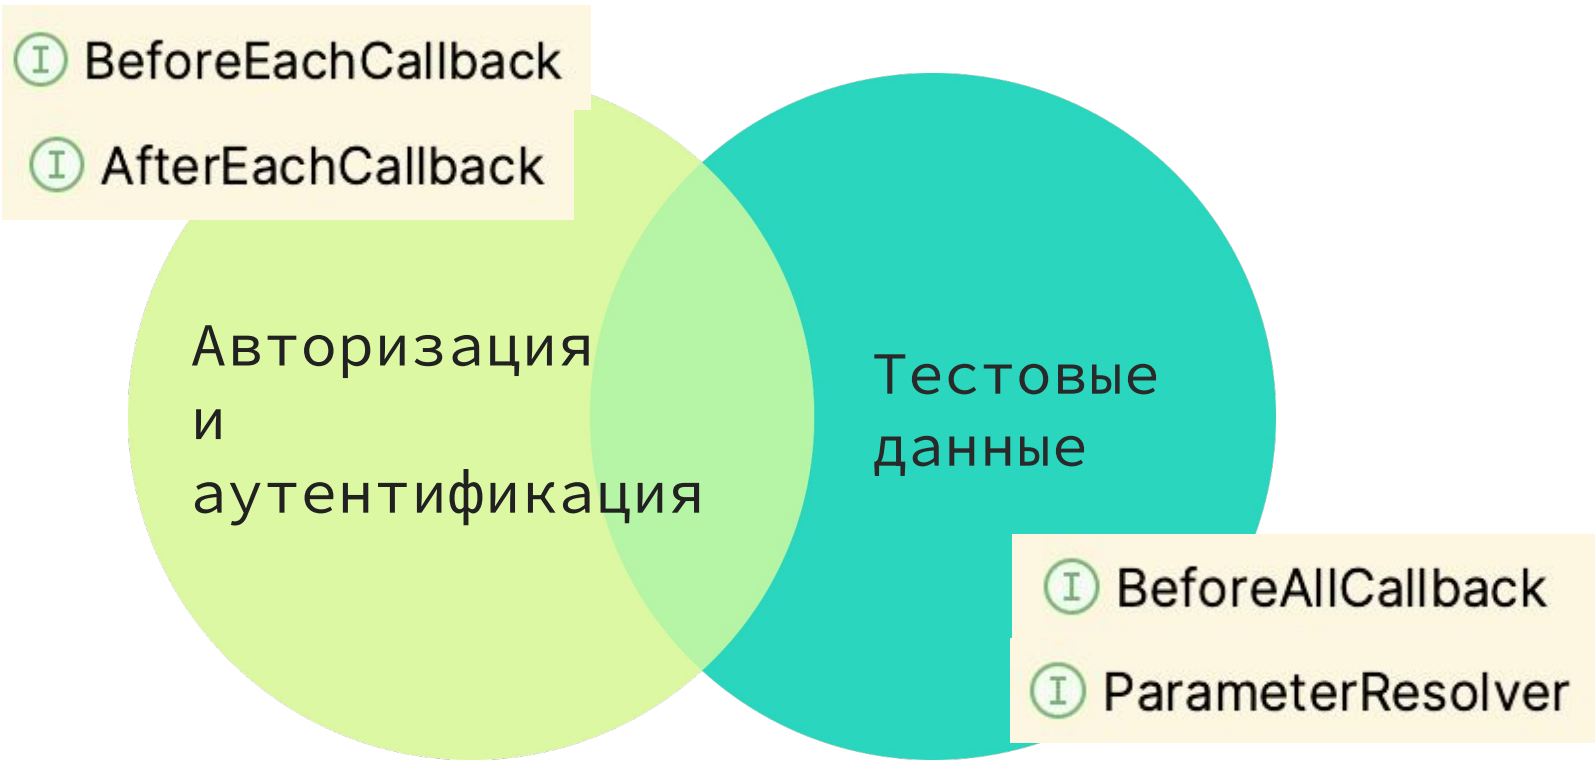 I BeforeEachCallback
I AfterEachCallback
Авторизация
и
аутентификация
Тестовые
данные
I BeforeAllCallback
I ParameterResolver